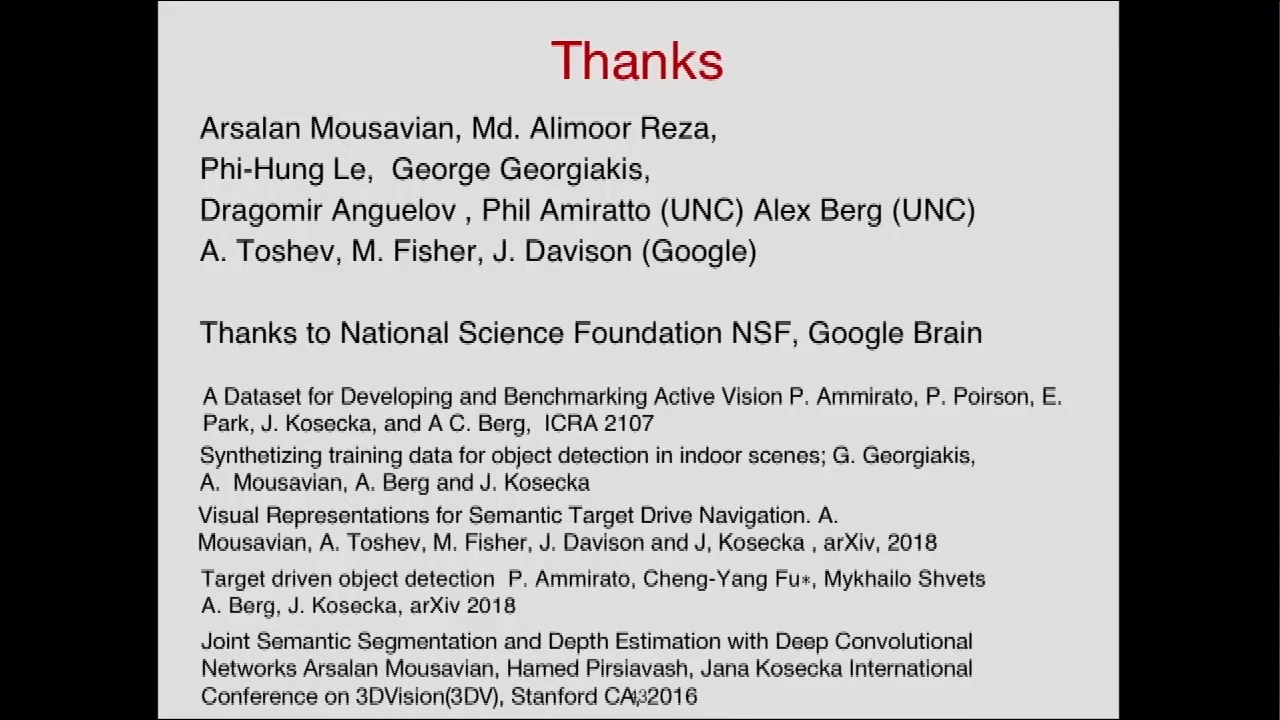 Thanks
Arsalan Mousavian, Md. Alimoor Reza,
Phi-Hung Le, George Georgiakis,
Dragomir Anguelov , Phil Amiratto (UNC) Alex Berg (UNC)
A. Toshev, M. Fisher, J. Davison (Google)
Thanks to National Science Foundation NSF, Google Brain
A Dataset for Developing and Benchmarking Active Vision P. Ammirato, P. Poirson, E.
Park, J. Kosecka, and A C. Berg, ICRA 2107
Synthetizing training data for object detection in indoor scenes; G. Georgiakis,
A. Mousavian, A. Berg and J. Kosecka
Visual Representations for Semantic Target Drive Navigation. A.
Mousavian, A. Toshev, M. Fisher, J. Davison and J, Kosecka , arXiv, 2018
Target driven object detection P. Ammirato, Cheng-Yang Fu*, Mykhailo Shvets
A. Berg, J. Kosecka, arXiv 2018
Joint Semantic Segmentation and Depth Estimation with Deep Convolutional
Networks Arsalan Mousavian, Hamed Pirsiavash, Jana Kosecka International
Conference on 3DVision(3DV), Stanford CA, 2016